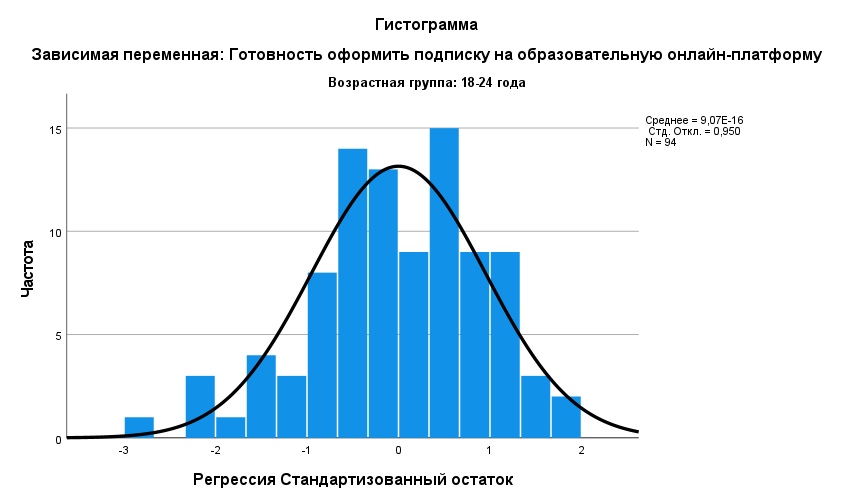 Гистограмма
Зависимая переменная: Готовность оформить подписку на образовательную онлайн-платформу
Возрастная группа: 18-24 года
Среднее = 9,07E-16
Стд. Откл. = 0,950
N = 94
Частота
15
10
5
0
-3 -2 -1 0 1 2
Регрессия Стандартизованный остаток